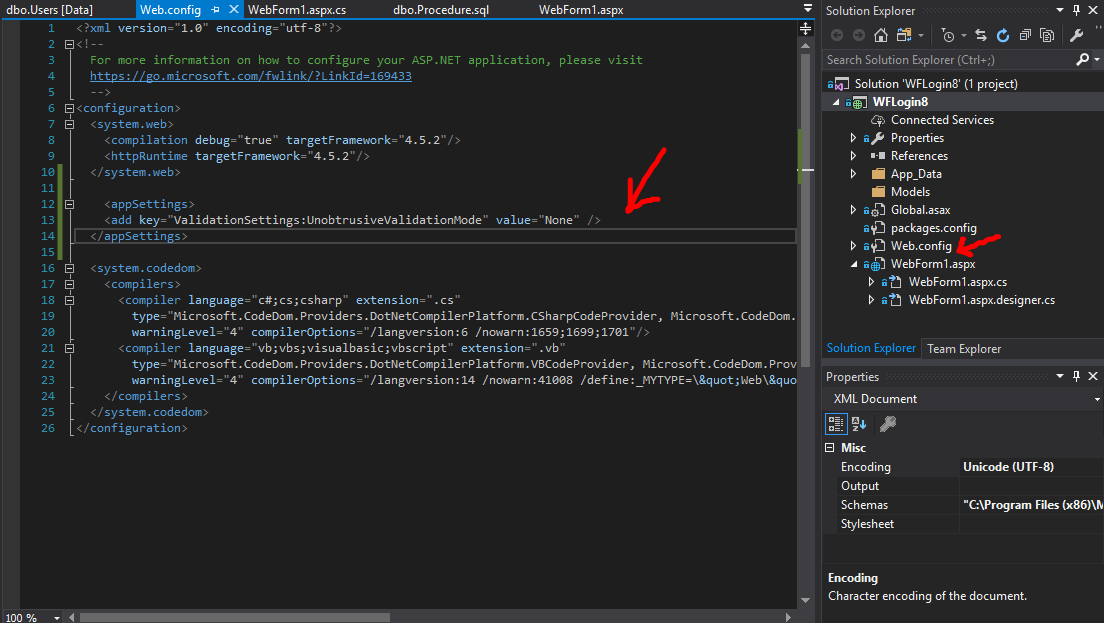 dbo.Users [Data]
Web.config
WebForm1.aspx.cs
dbo.Procedure.sql
WebForm1.aspx
1 <?xml version="1.0" encoding="utf-8"?>
2 <!--
3 For more information on how to configure your ASP.NET application, please visit
4 https://go.microsoft.com/fwlink/?LinkId=169433
5 -->
6 <configuration>
7 <system.web>
8 <compilation debug="true" targetFramework="4.5.2"/>
9 <httpRuntime targetFramework="4.5.2"/>
10 </system.web>
11
12 <appSettings>
13 <add key="ValidationSettings:UnobtrusiveValidationMode" value="None" />
14 </appSettings>
15
16 <system.codedom>
17 <compilers>
18 <compiler language="c#;cs;csharp" extension=".cs"
19 type="Microsoft.CodeDom.Providers.DotNetCompilerPlatform.CSharpCodeProvider, Microsoft.CodeDom.
20 warningLevel="4" compilerOptions="/langversion:6 /nowarn:1659;1699;1701"/>
21 <compiler language="vb;vbs;visualbasic;vbscript" extension=".vb"
22 type="Microsoft.CodeDom.Providers.DotNetCompilerPlatform.VBCodeProvider, Microsoft.CodeDom.Prov
23 warningLevel="4" compilerOptions="/langversion:14 /nowarn:41008 /define:_MYTYPE=\&quot;Web\&quo
24 </compilers>
25 </system.codedom>
26 </configuration>
100 %
Solution Explorer
Search Solution Explorer (Ctrl+;)
Solution 'WFLogin8' (1 project)
WFLogin8
Connected Services
Properties
References
App_Data
Models
Global.asax
packages.config
Web.config
WebForm1.aspx
WebForm1.aspx.cs
WebForm1.aspx.designer.cs
Solution Explorer
Team Explorer
Properties
XML Document
Misc
Encoding Unicode (UTF-8)
Output
Schemas "C:\Program Files (x86)\M
Stylesheet
Encoding
Character encoding of the document.